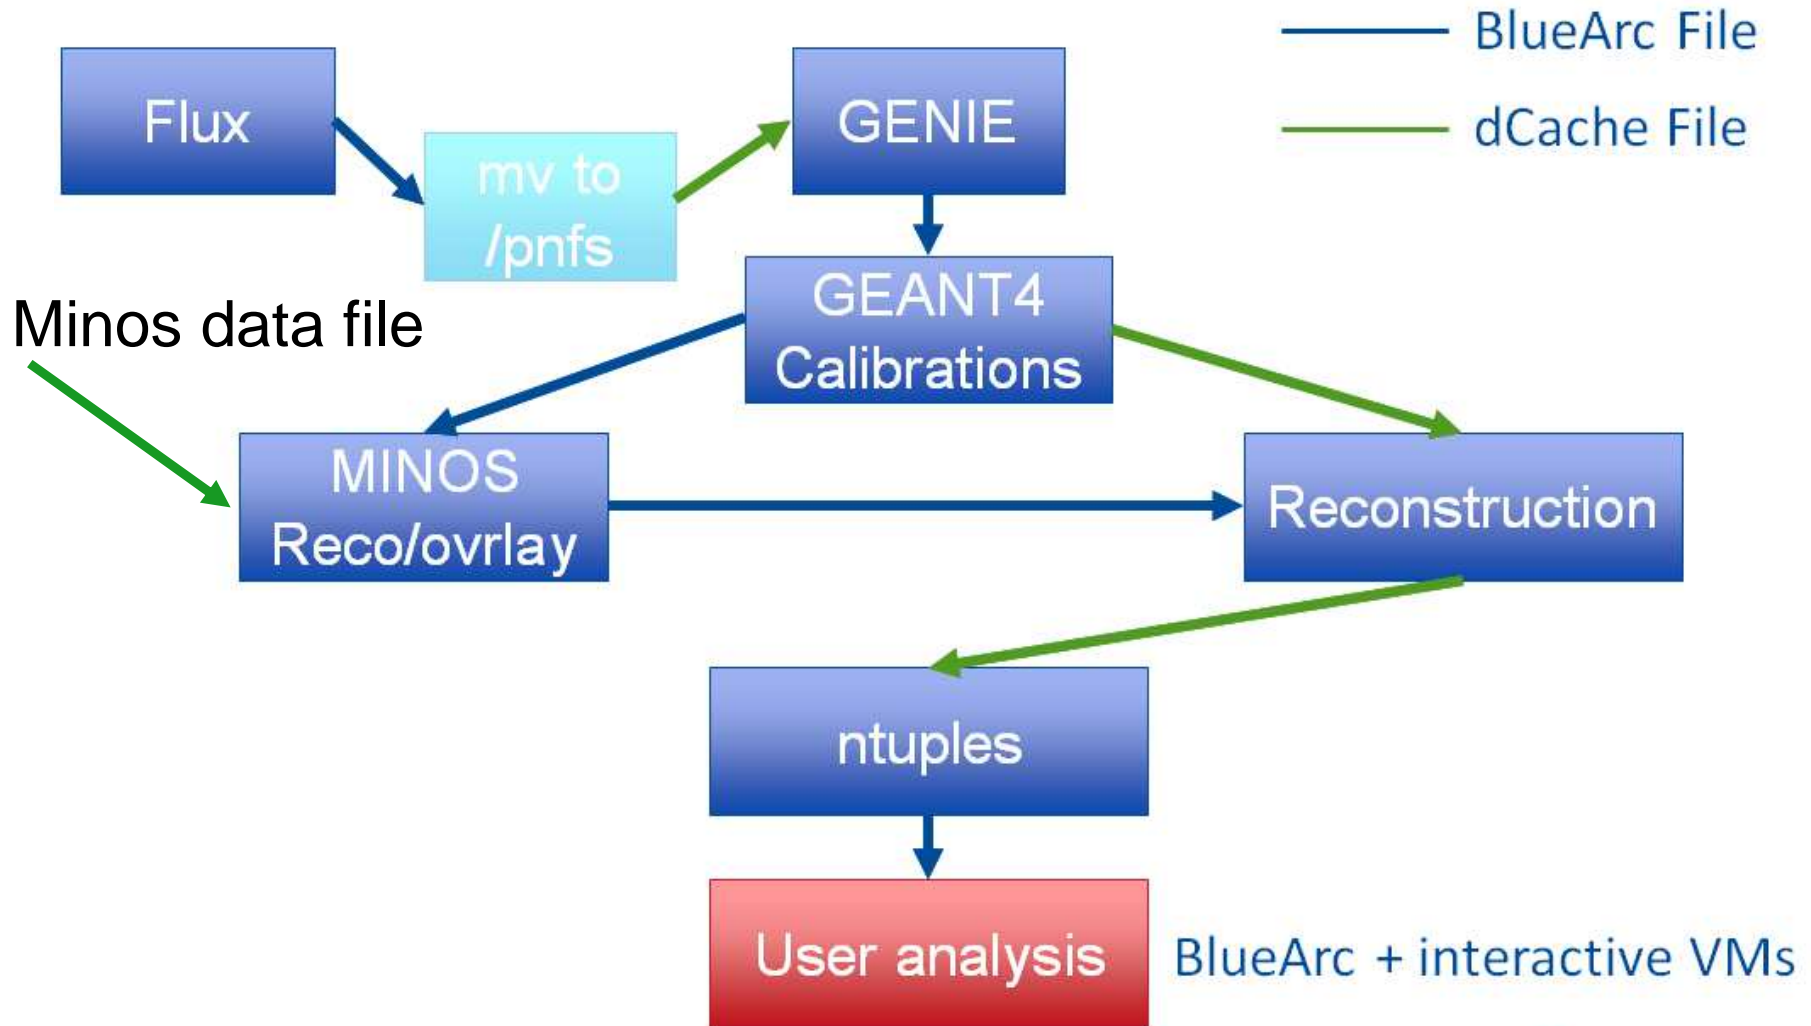 BlueArc File
dCache File
Flux
mv to
/pnfs
GENIE
GEANT4
Calibrations
Minos data file
MINOS
Reco/ovrlay
Reconstruction
ntuples
User analysis
BlueArc + interactive VMs